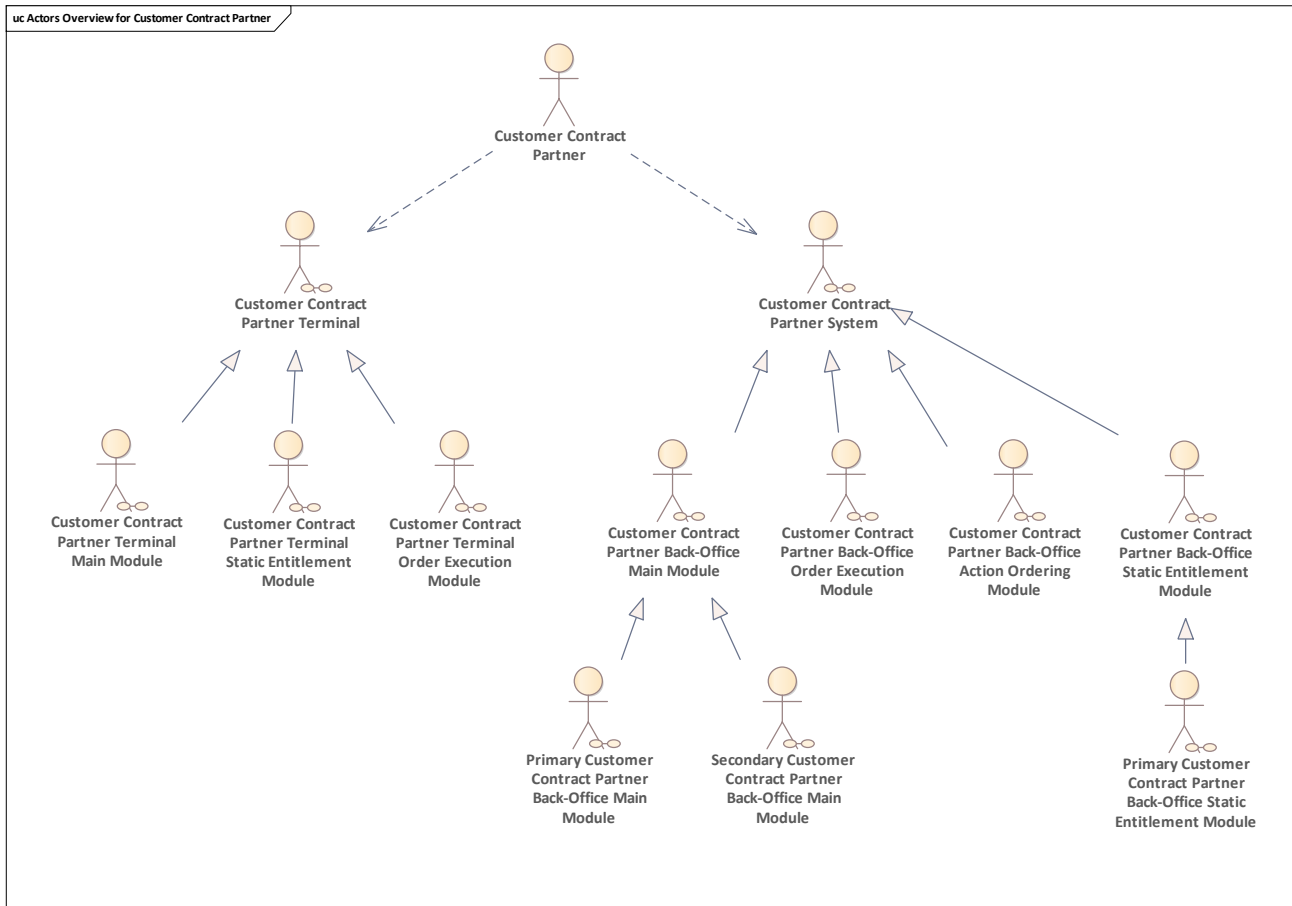 uc Actors Overview for Customer Contract Partner
Customer Contract
Partner
Customer Contract
Partner Terminal
Customer Contract
Partner System
Customer Contract
Partner Terminal
Main Module
Customer Contract
Partner Terminal
Static Entitlement
Module
Customer Contract
Partner Terminal
Order Execution
Module
Customer Contract
Partner Back-Office
Main Module
Customer Contract
Partner Back-Office
Order Execution
Module
Customer Contract
Partner Back-Office
Action Ordering
Module
Customer Contract
Partner Back-Office
Static Entitlement
Module
Primary Customer
Contract Partner
Back-Office Main
Module
Secondary Customer
Contract Partner
Back-Office Main
Module
Primary Customer
Contract Partner
Back-Office Static
Entitlement Module